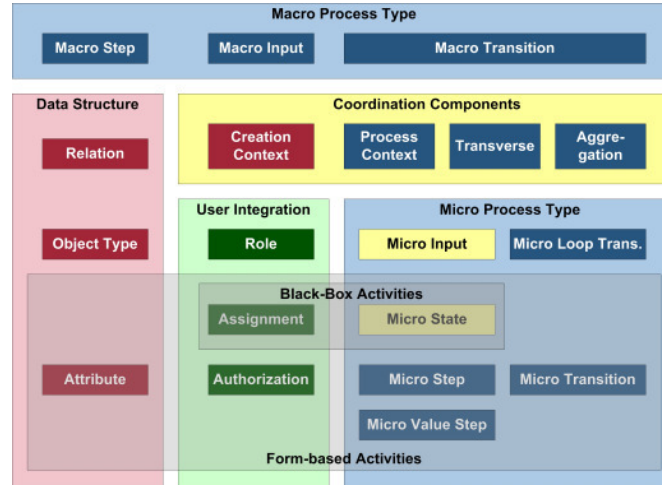 Macro Process Type
Macro Step
Macro Input
Macro Transition
Data Structure
Coordination Components
Relation
Creation
Context
Process
Context
Transverse
Aggre-
gation
User Integration
Micro Process Type
Object Type
Role
Micro Input
Micro Loop Trans.
Black-Box Activities
Assignment
Micro State
Attribute
Authorization
Micro Step
Micro Transition
Micro Value Step
Form-based Activities